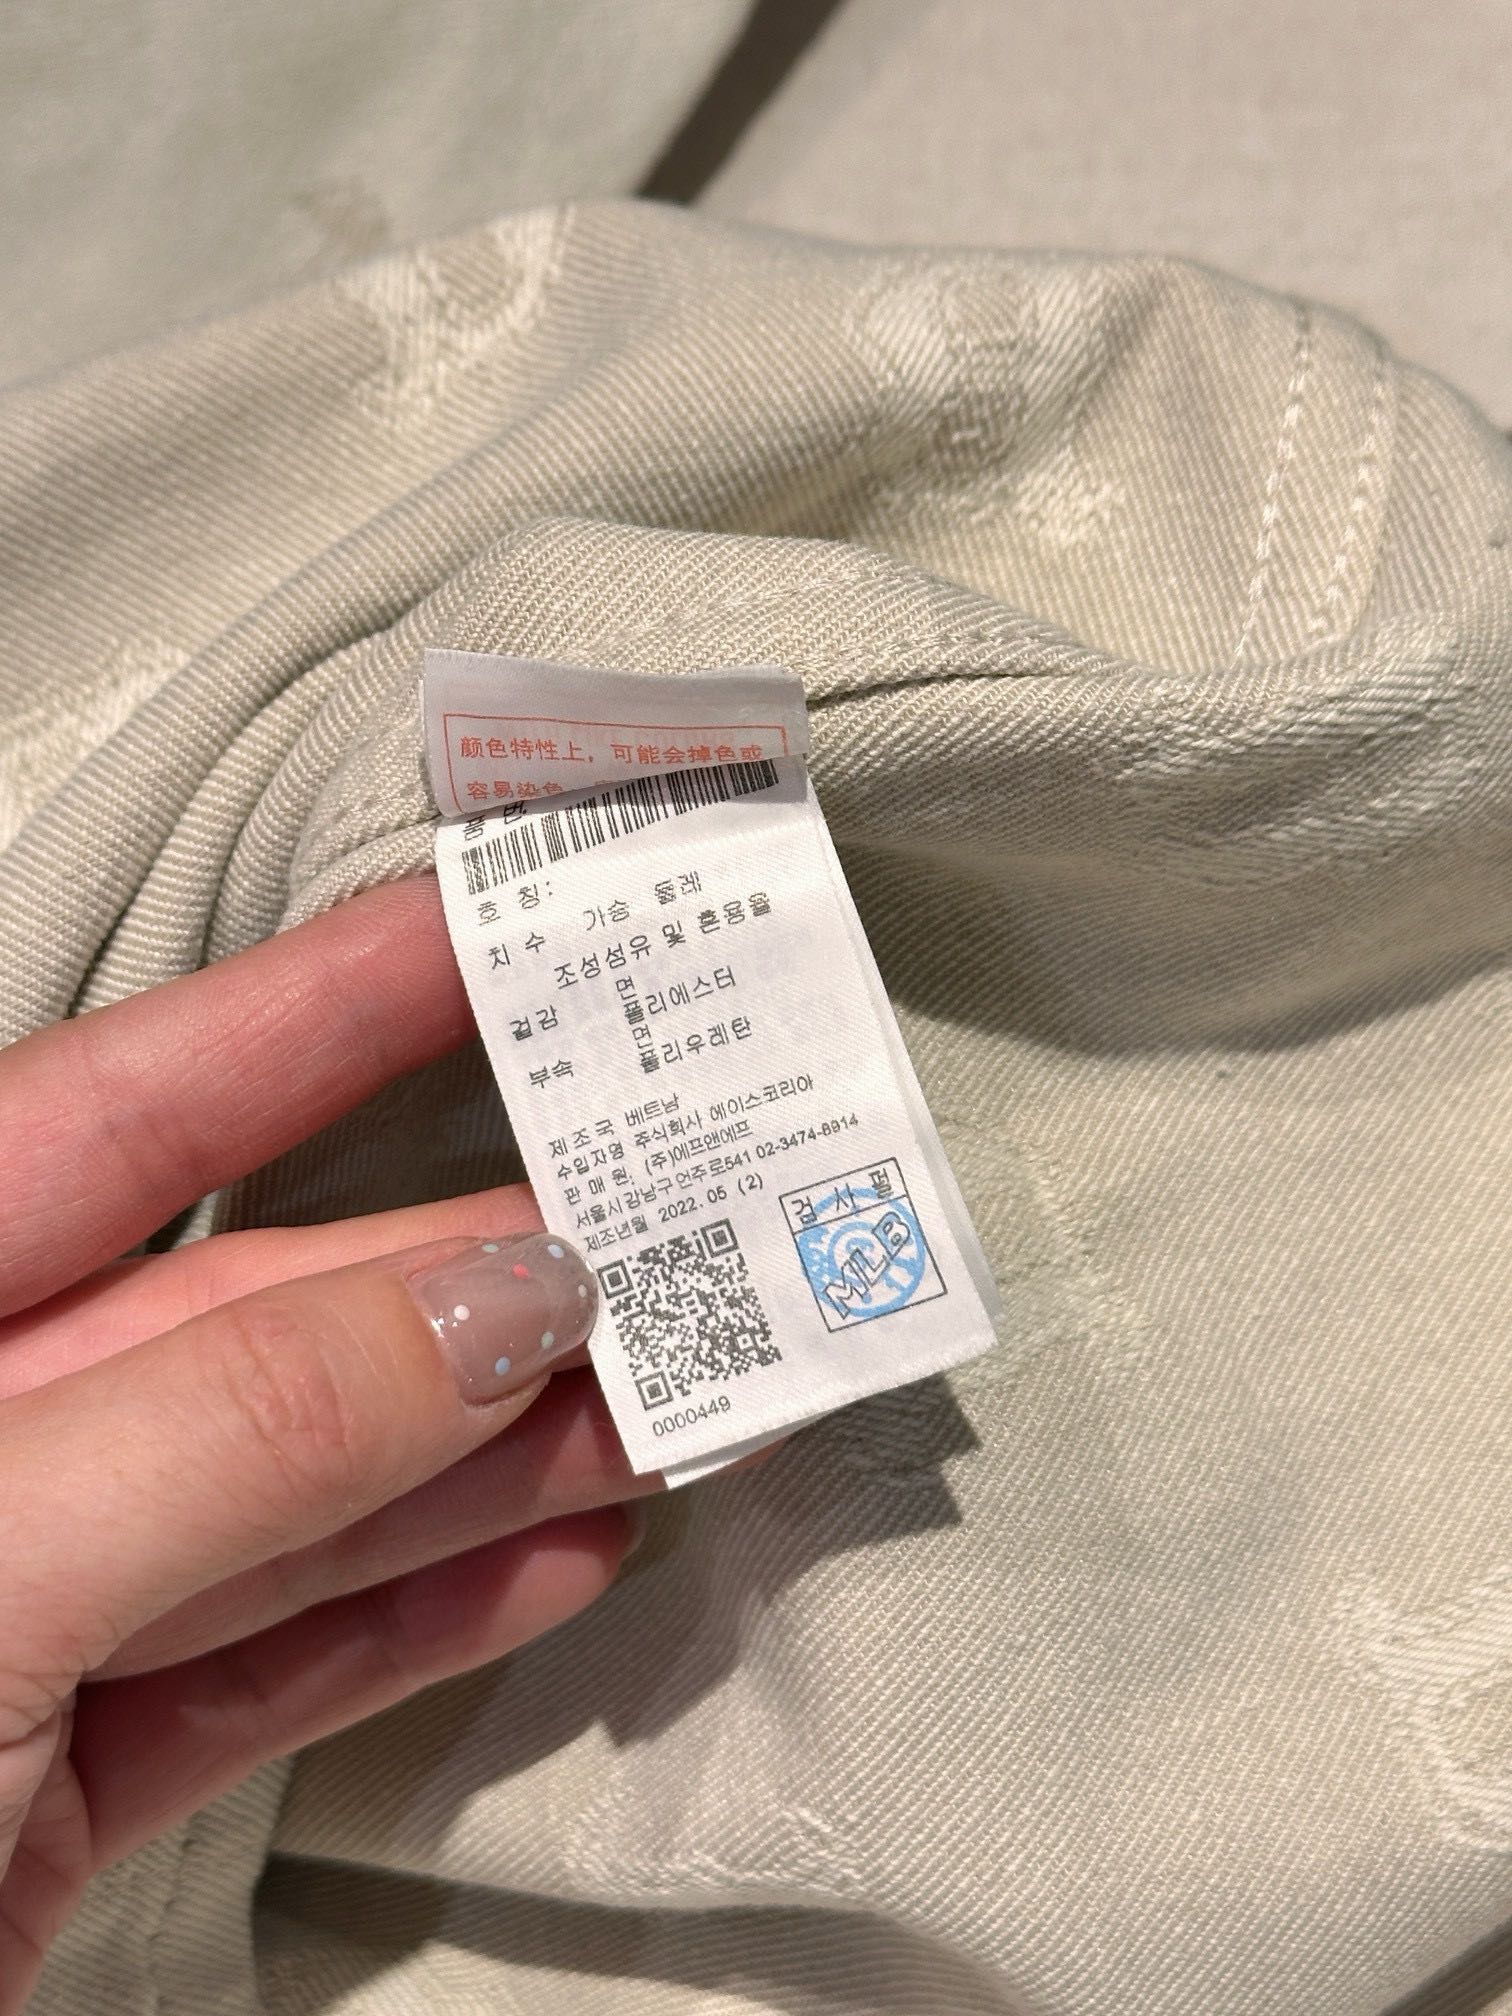 颜色特性上，可能会掉色或
容易染色
품 번
호 칭:
치 수 가슴 둘레
조성섬유 및 혼용율
면
겉감 폴리에스터
면
부속 폴리우레탄
제 조 국 베트남
수입자명 주식회사 에이스코리아
판 매 원: (주)에프앤에프
서울시강남구언주로541 02-3474-8914
제조년월 2022. 05 (2)
검 사 필
MLB
0000449